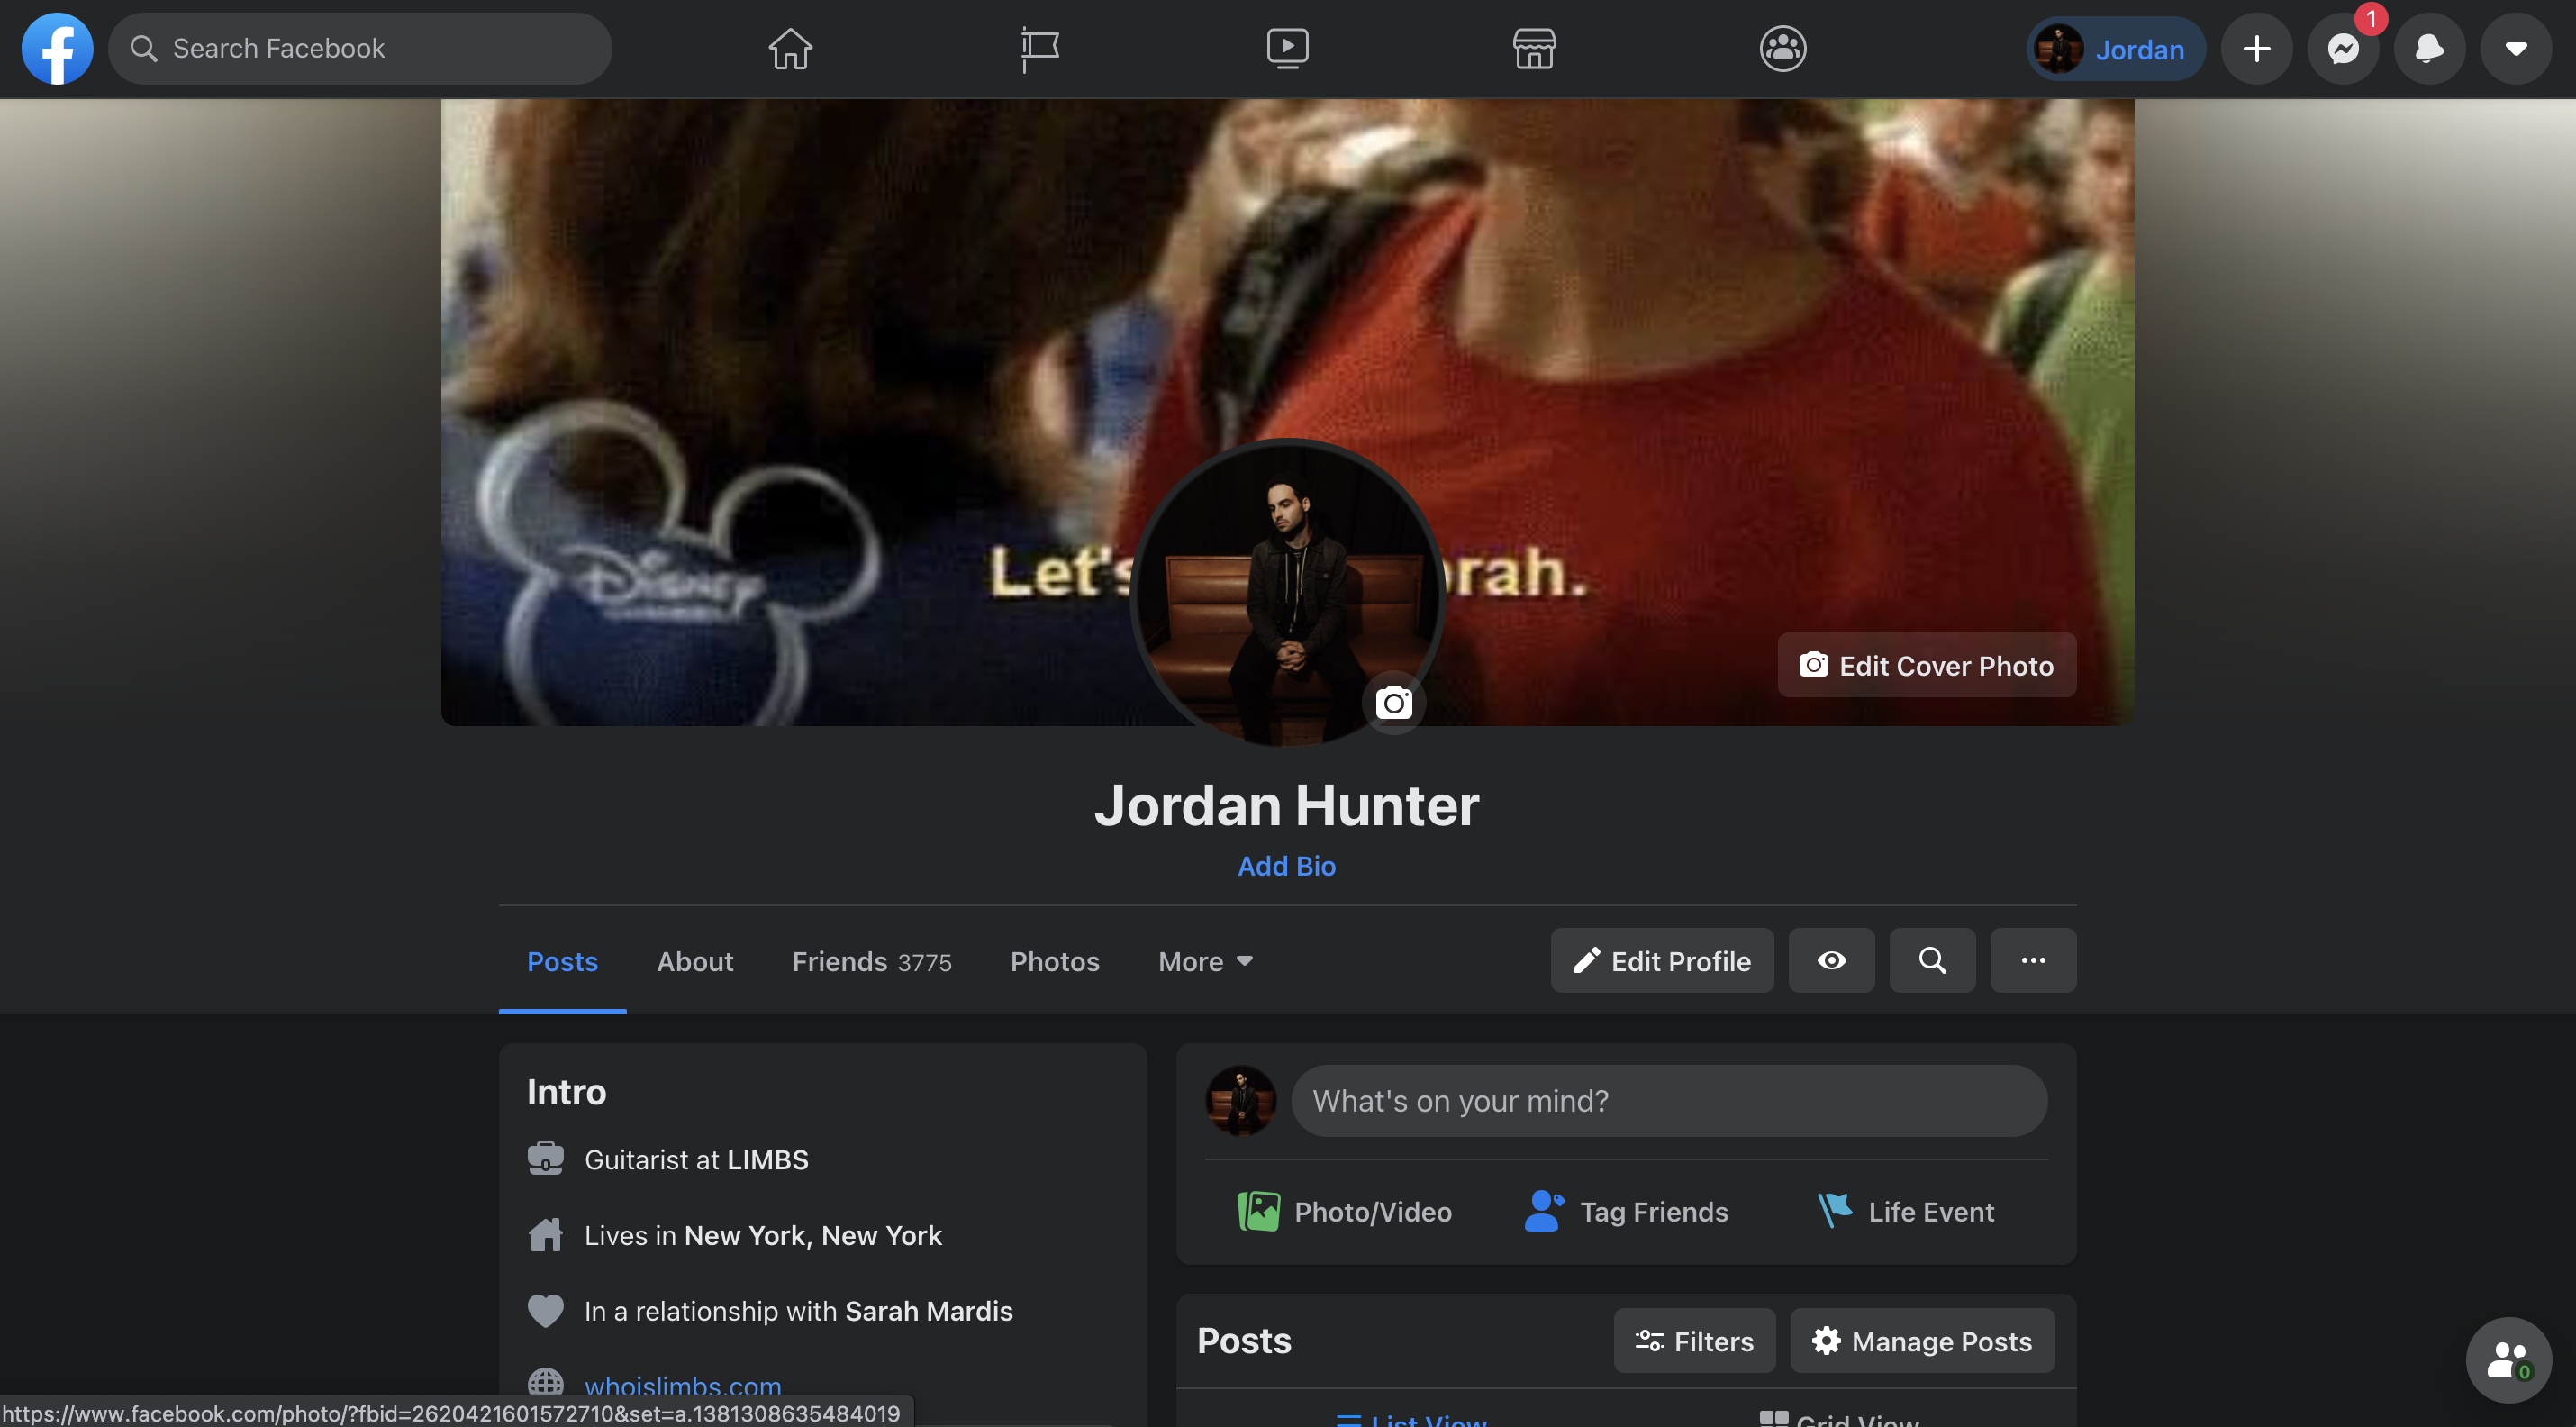 Search Facebook
Jordan
1
Disney
Let's
orah.
Edit Cover Photo
Jordan Hunter
Add Bio
Posts
About
Friends 3775
Photos
More
Edit Profile
Intro
Guitarist at LIMBS
Lives in New York, New York
In a relationship with Sarah Mardis
whoislimbs.com
What's on your mind?
Photo/Video
Tag Friends
Life Event
Posts
Filters
Manage Posts
List View
Grid View
0
https://www.facebook.com/photo/?fbid=2620421601572710&set=a.1381308635484019